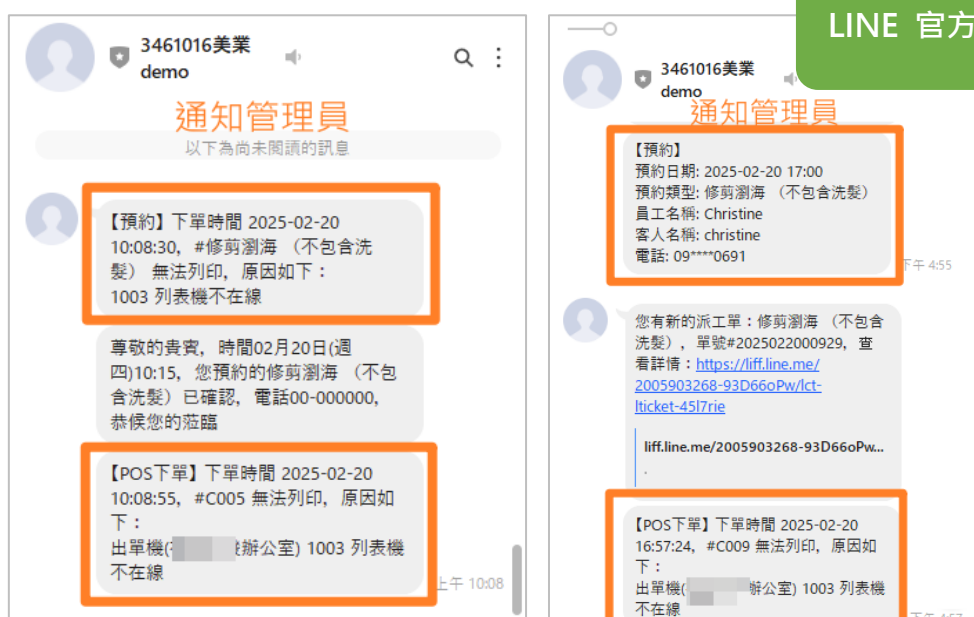 3461016美業
demo
通知管理員
以下為尚未閱讀的訊息
【預約】下單時間 2025-02-20
10:08:30, #修剪瀏海 （不包含洗
髮） 無法列印, 原因如下：
1003 列表機不在線
尊敬的貴賓, 時間02月20日(週
四)10:15, 您預約的修剪瀏海 （不包
含洗髮）已確認, 電話00-000000,
恭候您的蒞臨
【POS下單】下單時間 2025-02-20
10:08:55, #C005 無法列印, 原因如
下：
出單機( 辦公室) 1003 列表機
不在線
上午 10:08
LINE 官方
3461016美業
demo
通知管理員
【預約】
預約日期: 2025-02-20 17:00
預約類型: 修剪瀏海 （不包含洗髮）
員工名稱: Christine
客人名稱: christine
電話: 09****0691
下午 4:55
您有新的派工單：修剪瀏海 （不包含
洗髮）, 單號#2025022000929, 查
看詳情：https://liff.line.me/
2005903268-93D66oPw/lct-
lticket-45l7rie
liff.line.me/2005903268-93D66oPw...
.
【POS下單】下單時間 2025-02-20
16:57:24, #C009 無法列印, 原因如
下：
出單機( 辦公室) 1003 列表機
不在線